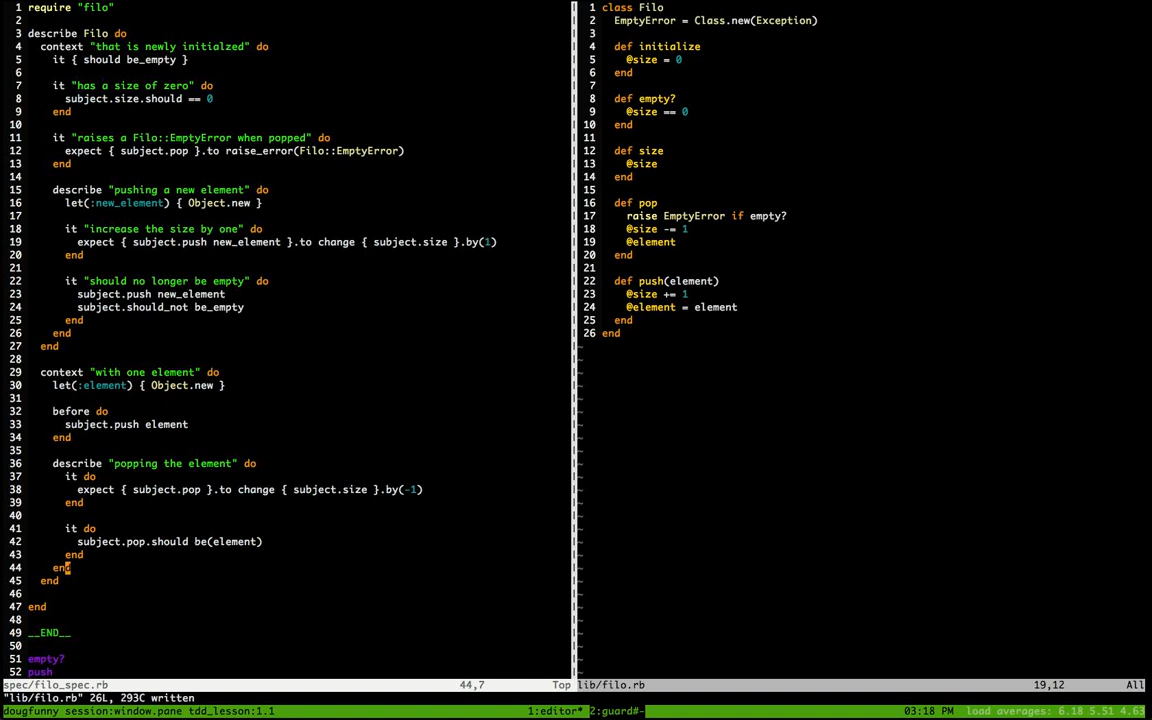 1 require "filo"
2
3 describe Filo do
4   context "that is newly initialzed" do
5     it { should be_empty }
6
7     it "has a size of zero" do
8       subject.size.should == 0
9     end
10
11     it "raises a Filo::EmptyError when popped" do
12       expect { subject.pop }.to raise_error(Filo::EmptyError)
13     end
14
15     describe "pushing a new element" do
16       let(:new_element) { Object.new }
17
18       it "increase the size by one" do
19         expect { subject.push new_element }.to change { subject.size }.by(1)
20       end
21
22       it "should no longer be empty" do
23         subject.push new_element
24         subject.should_not be_empty
25       end
26     end
27   end
28
29   context "with one element" do
30     let(:element) { Object.new }
31
32     before do
33       subject.push element
34     end
35
36     describe "popping the element" do
37       it do
38         expect { subject.pop }.to change { subject.size }.by(-1)
39       end
40
41       it do
42         subject.pop.should be(element)
43       end
44     end
45   end
46
47 end
48
49 __END__
50
51 empty?
52 push
spec/filo_spec.rb 44,7 Top
1 class Filo
2   EmptyError = Class.new(Exception)
3
4   def initialize
5     @size = 0
6   end
7
8   def empty?
9     @size == 0
10   end
11
12   def size
13     @size
14   end
15
16   def pop
17     raise EmptyError if empty?
18     @size -= 1
19     @element
20   end
21
22   def push(element)
23     @size += 1
24     @element = element
25   end
26 end
lib/filo.rb 19,12 All
"lib/filo.rb" 26L, 293C written
dougfunny session:window.pane tdd_lesson:1.1 1:editor* 2:guard#- 03:18 PM load averages: 6.18 5.51 4.63